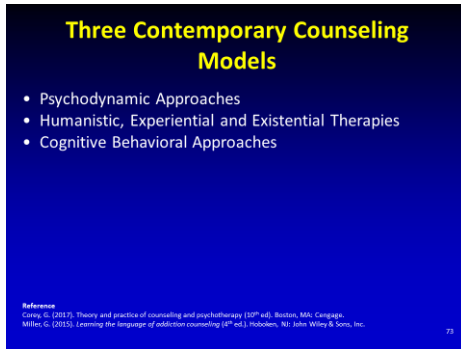 Three Contemporary Counseling
Models
• Psychodynamic Approaches
• Humanistic, Experiential and Existential Therapies
• Cognitive Behavioral Approaches
Reference
Corey, G. (2017). Theory and practice of counseling and psychotherapy (10th ed). Boston, MA: Cengage.
Miller, G. (2015). Learning the language of addiction counseling (4th ed.). Hoboken, NJ: John Wiley & Sons, Inc.
73